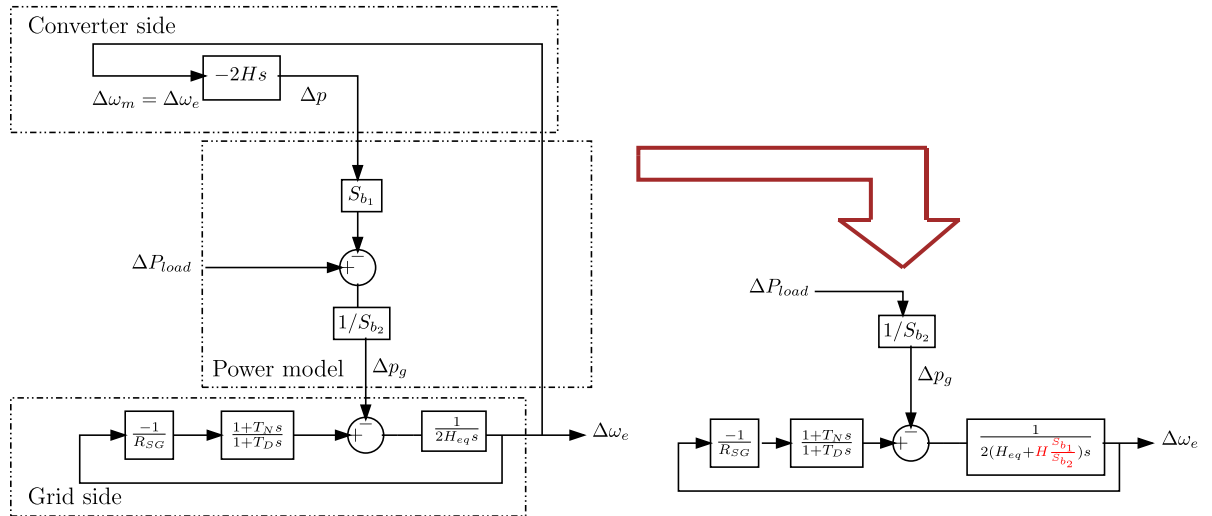 Converter side
−2Hs
Δω_m = Δω_e
Δp
S_{b_1}
−
ΔP_{load}
+
1/S_{b_2}
Power model
Δp_g
−1/R_{SG}
1+T_N s/1+T_D s
−
+
1/2H_{eq}s
Δω_e
Grid side
ΔP_{load}
1/S_{b_2}
Δp_g
−1/R_{SG}
1+T_N s/1+T_D s
−
+
1/2(H_{eq}+H S_{b_1}/S_{b_2})s
Δω_e